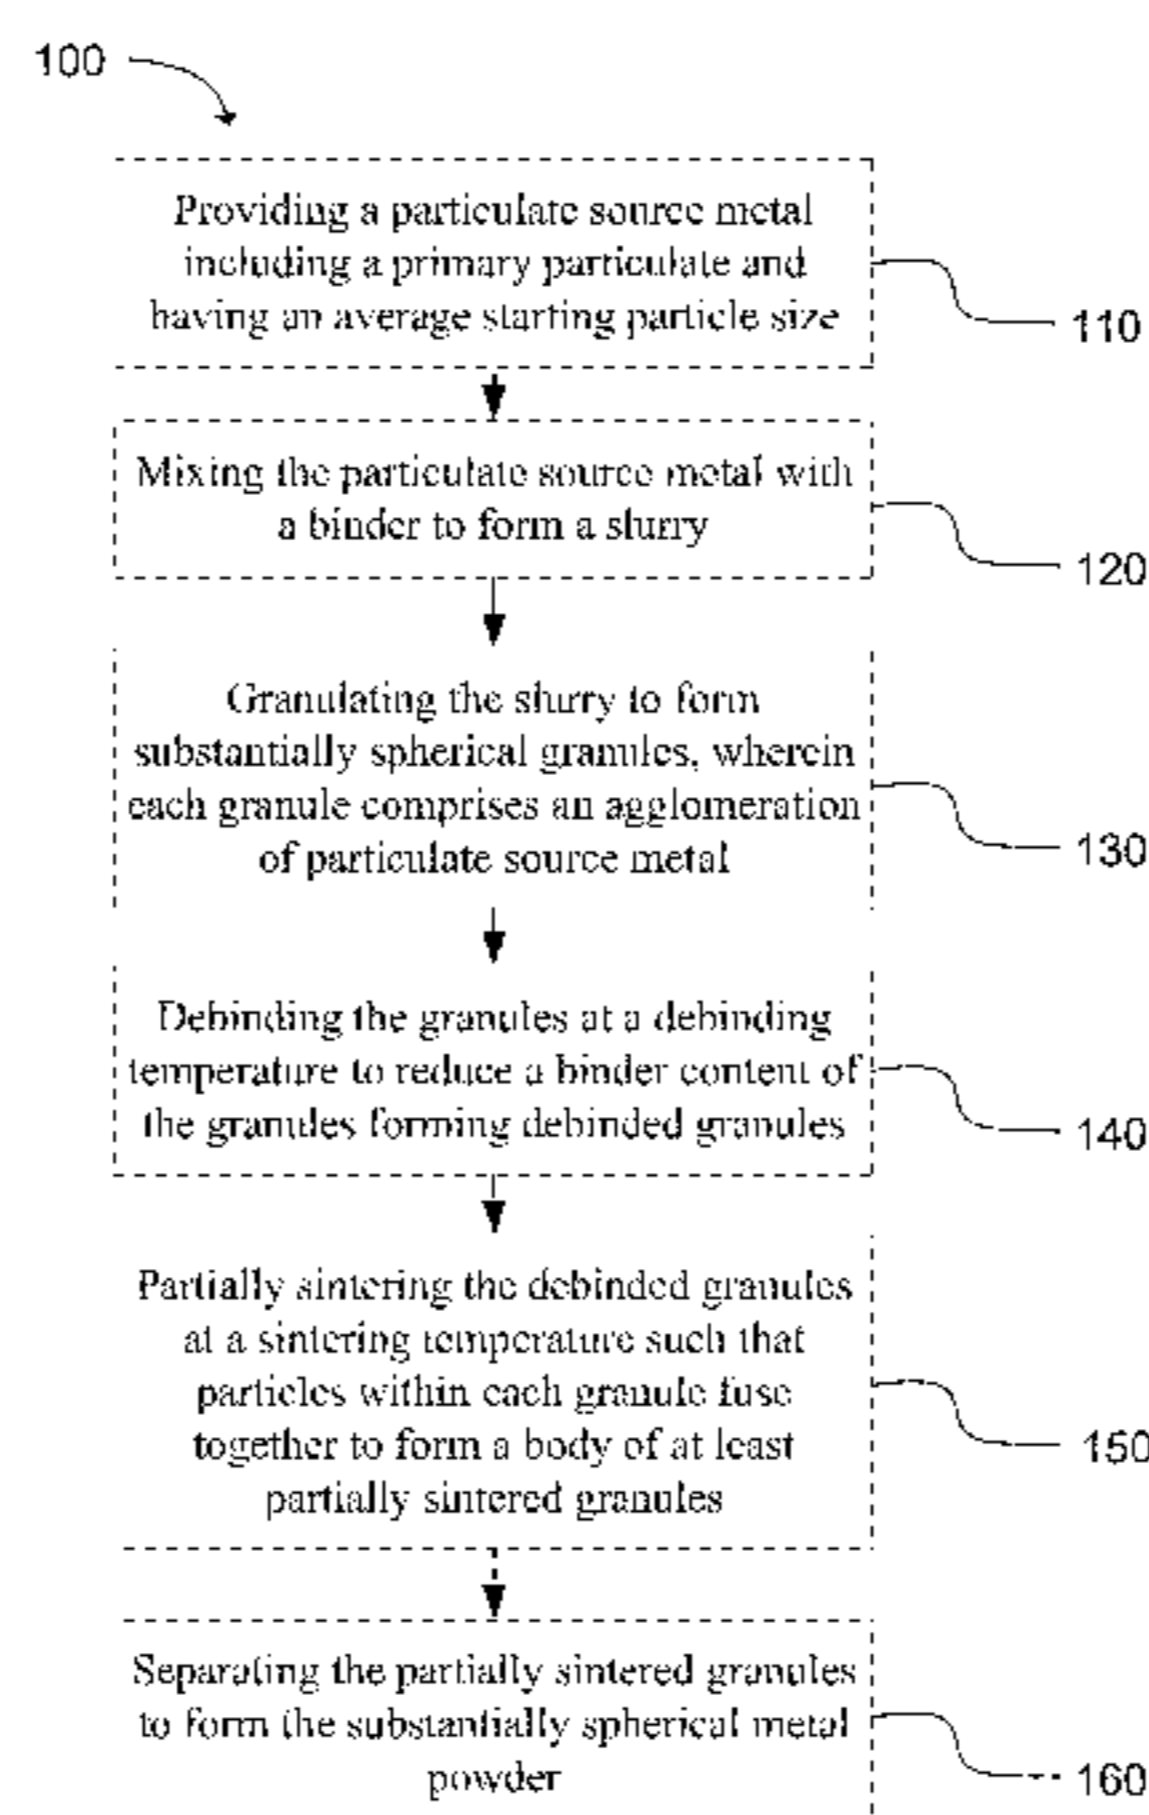 100
Providing a particulate source metal
including a primary particulate and
having an average starting particle size
110
Mixing the particulate source metal with
a binder to form a slurry
120
Granulating the slurry to form
substantially spherical granules, wherein
each granule comprises an agglomeration
of particulate source metal
130
Debinding the granules at a debinding
temperature to reduce a binder content of
the granules forming debinded granules
140
Partially sintering the debinded granules
at a sintering temperature such that
particles within each granule fuse
together to form a body of at least
partially sintered granules
150
Separating the partially sintered granules
to form the substantially spherical metal
powder
160